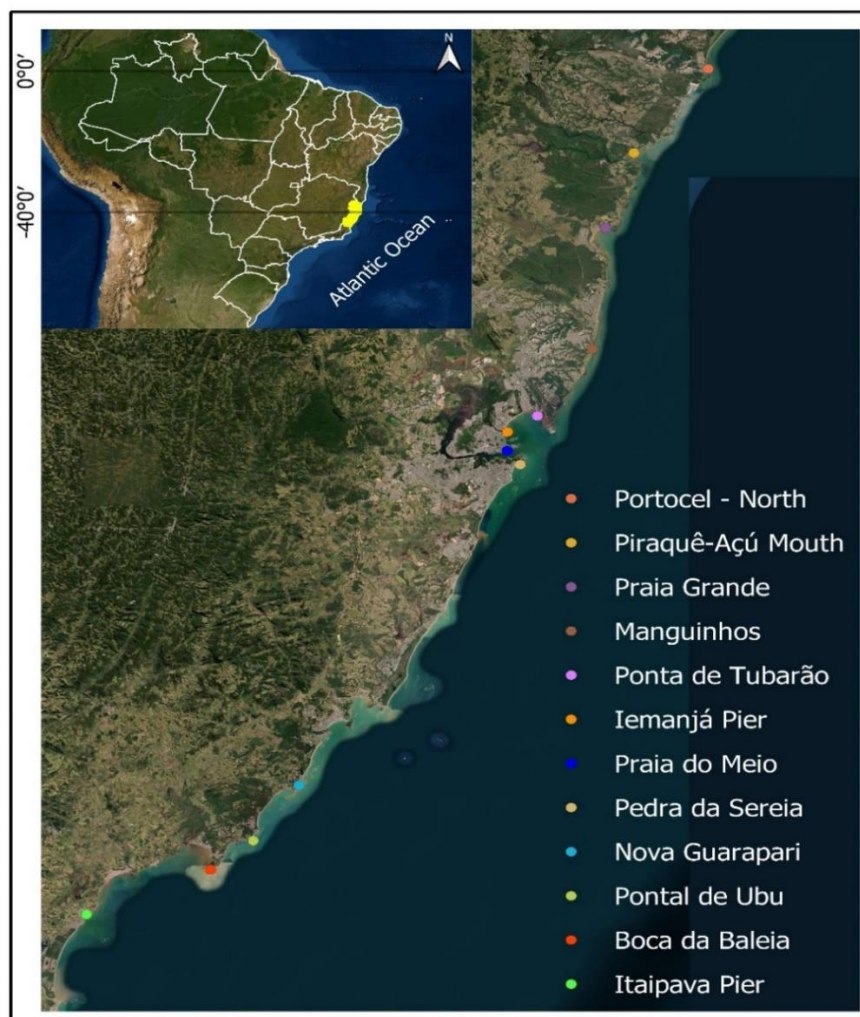 N
0°0′
-40°0′
Atlantic Ocean
Portocel - North
Piraquê-Açú Mouth
Praia Grande
Manguinhos
Ponta de Tubarão
Iemanjá Pier
Praia do Meio
Pedra da Sereia
Nova Guarapari
Pontal de Ubu
Boca da Baleia
Itaipava Pier